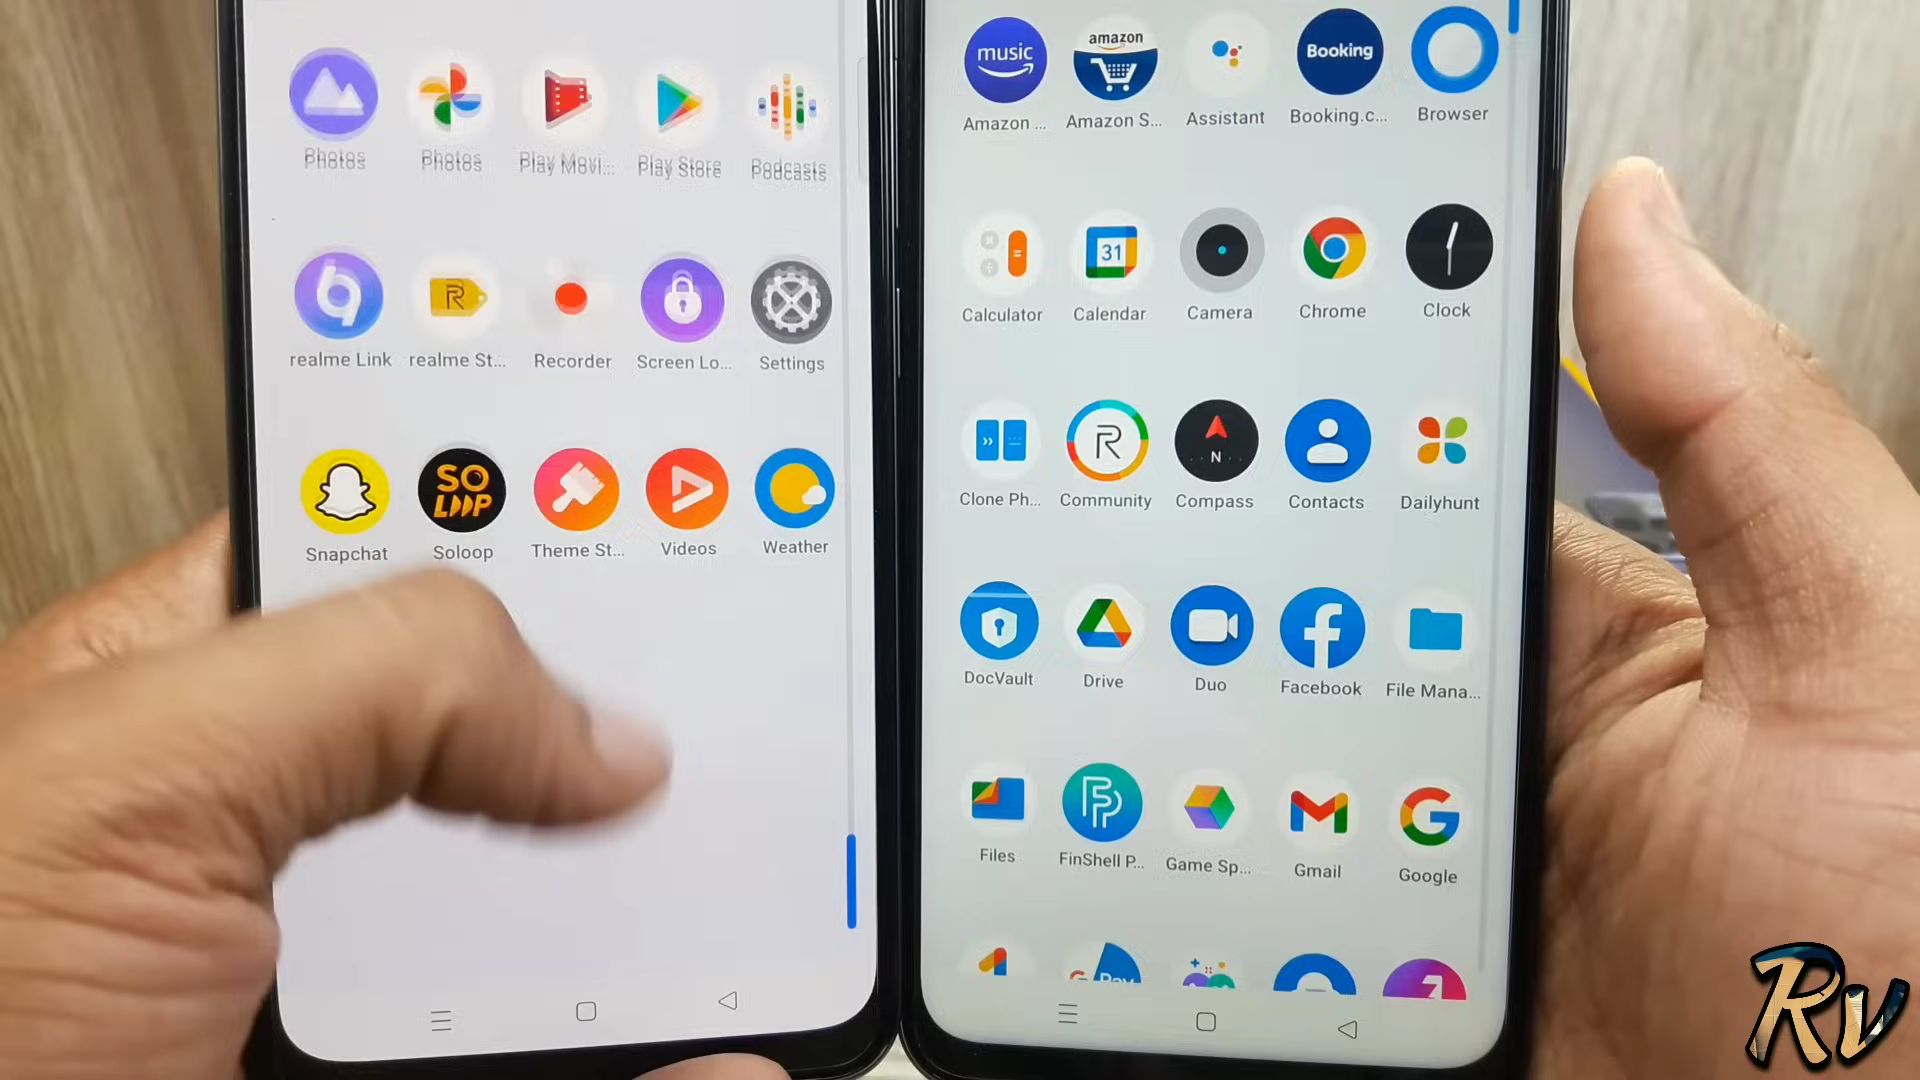 Photos
Photos
Play Movi...
Play Store
Podcasts
R
realme Link
realme St...
Recorder
Screen Lo...
Settings
SO
LOOP
Snapchat
Soloop
Theme St...
Videos
Weather
music
amazon
Booking
Amazon ...
Amazon S...
Assistant
Booking.c...
Browser
31
Calculator
Calendar
Camera
Chrome
Clock
R
N
Clone Ph...
Community
Compass
Contacts
Dailyhunt
DocVault
Drive
Duo
Facebook
File Mana...
Files
FinShell P...
Game Sp...
Gmail
Google
G Pay
Rv